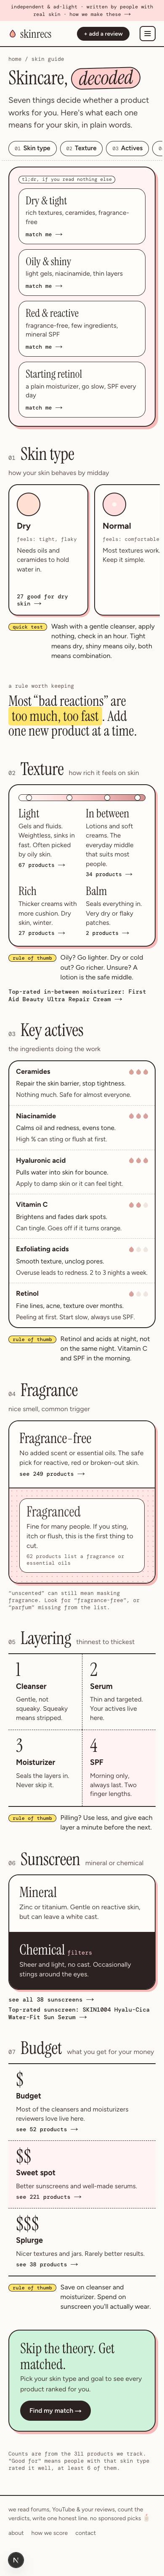 independent & ad-light · written by people with
real skin · how we make these →
skinrecs
+ add a review
home / skin guide
Skincare, decoded
Seven things decide whether a product
works for you. Here's what each one
means for your skin, in plain words.
01 Skin type
02 Texture
03 Actives
tl;dr, if you read nothing else
Dry & tight
rich textures, ceramides, fragrance-
free
match me →
Oily & shiny
light gels, niacinamide, thin layers
match me →
Red & reactive
fragrance-free, few ingredients,
mineral SPF
match me →
Starting retinol
a plain moisturizer, go slow, SPF every
day
match me →
01 Skin type
how your skin behaves by midday
Dry
feels: tight, flaky
Needs oils and
ceramides to hold
water in.
27 good for dry
skin →
Normal
feels: comfortable
Most textures work.
Keep it simple.
quick test
Wash with a gentle cleanser, apply
nothing, check in an hour. Tight
means dry, shiny means oily, both
means combination.
a rule worth keeping
Most “bad reactions” are
too much, too fast. Add
one new product at a time.
02 Texture how rich it feels on skin
Light
Gels and fluids.
Weightless, sinks in
fast. Often picked
by oily skin.
67 products →
In between
Lotions and soft
creams. The
everyday middle
that suits most
people.
34 products →
Rich
Thicker creams with
more cushion. Dry
skin, winter.
27 products →
Balm
Seals everything in.
Very dry or flaky
patches.
2 products →
rule of thumb
Oily? Go lighter. Dry or cold
out? Go richer. Unsure? A
lotion is the safe middle.
Top-rated in-between moisturizer: First
Aid Beauty Ultra Repair Cream →
03 Key actives
the ingredients doing the work
Ceramides
Repair the skin barrier, stop tightness.
Nothing much. Safe for almost everyone.
Niacinamide
Calms oil and redness, evens tone.
High % can sting or flush at first.
Hyaluronic acid
Pulls water into skin for bounce.
Apply to damp skin or it can feel tight.
Vitamin C
Brightens and fades dark spots.
Can tingle. Goes off if it turns orange.
Exfoliating acids
Smooth texture, unclog pores.
Overuse leads to redness. 2 to 3 nights a week.
Retinol
Fine lines, acne, texture over months.
Peeling at first. Start slow, always use SPF.
rule of thumb
Retinol and acids at night, not
on the same night. Vitamin C
and SPF in the morning.
04 Fragrance
nice smell, common trigger
Fragrance-free
No added scent or essential oils. The safe
pick for reactive, red or broken-out skin.
see 249 products →
Fragranced
Fine for many people. If you sting,
itch or flush, this is the first thing to
cut.
62 products list a fragrance or
essential oils
"unscented" can still mean masking
fragrance. Look for "fragrance-free", or
"parfum" missing from the list.
05 Layering thinnest to thickest
1
Cleanser
Gentle, not
squeaky. Squeaky
means stripped.
2
Serum
Thin and targeted.
Your actives live
here.
3
Moisturizer
Seals the layers in.
Never skip it.
4
SPF
Morning only,
always last. Two
finger lengths.
rule of thumb
Pilling? Use less, and give each
layer a minute before the next.
06 Sunscreen mineral or chemical
Mineral
Zinc or titanium. Gentle on reactive skin,
but can leave a white cast.
Chemical filters
Sheer and light, no cast. Occasionally
stings around the eyes.
see all 38 sunscreens →
Top-rated sunscreen: SKIN1004 Hyalu-Cica
Water-Fit Sun Serum →
07 Budget what you get for your money
$
Budget
Most of the cleansers and moisturizers
reviewers love live here.
see 52 products →
$$
Sweet spot
Better sunscreens and well-made serums.
see 221 products →
$$$
Splurge
Nicer textures and jars. Rarely better results.
see 38 products →
rule of thumb
Save on cleanser and
moisturizer. Spend on
sunscreen you'll actually wear.
Skip the theory. Get
matched.
Pick your skin type and goal to see every
product ranked for you.
Find my match →
Counts are from the 311 products we track.
"Good for" means people with that skin type
rated it well, at least 5 of them.
we read forums, YouTube & your reviews, count the
verdicts, write one honest line. no sponsored picks
about how we score contact
N